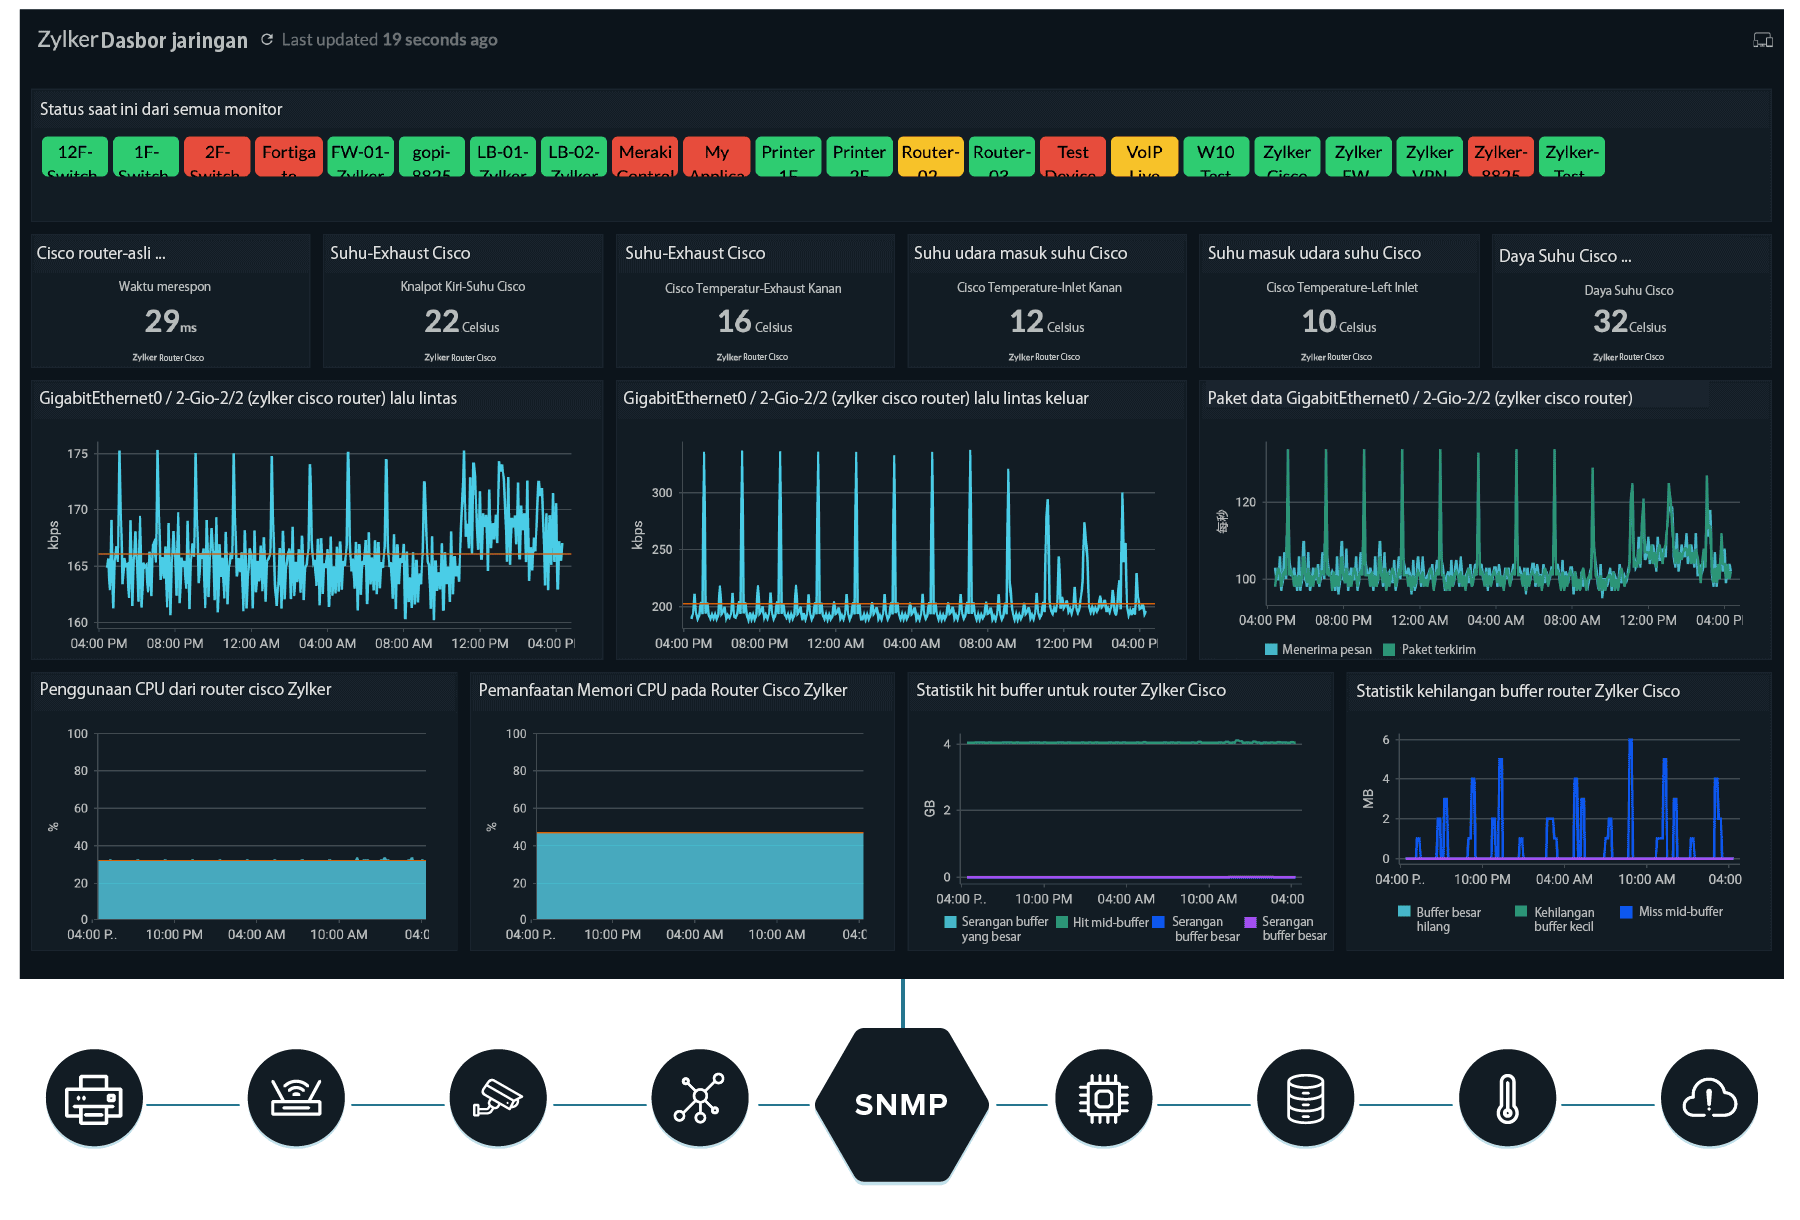 Zylker Dasbor jaringan Last updated 19 seconds ago
Status saat ini dari semua monitor
12F- 1F- 2F- Fortiga FW-01- gopi- LB-01- LB-02- Meraki My Printer Printer Router- Router- Test VoIP W10 Zylker Zylker Zylker Zylker- Zylker-
Switch Switch Switch te Zylker 8825 Zylker Zylker Control Applica 1F 2F 02 03 Device Live Test Cisco FW VPN 8825 Test
Cisco router-asli ...
Waktu merespon
29ms
Zylker Router Cisco
Suhu-Exhaust Cisco
Knalpot Kiri-Suhu Cisco
22 Celsius
Zylker Router Cisco
Suhu-Exhaust Cisco
Cisco Temperatur-Exhaust Kanan
16 Celsius
Zylker Router Cisco
Suhu udara masuk suhu Cisco
Cisco Temperature-Inlet Kanan
12 Celsius
Zylker Router Cisco
Suhu masuk udara suhu Cisco
Cisco Temperature-Left Inlet
10 Celsius
Zylker Router Cisco
Daya Suhu Cisco ...
Daya Suhu Cisco
32 Celsius
Zylker Router Cisco
GigabitEthernet0 / 2-Gio-2/2 (zylker cisco router) lalu lintas
175
170
165
160
kbps
04:00 PM 08:00 PM 12:00 AM 04:00 AM 08:00 AM 12:00 PM 04:00 P
GigabitEthernet0 / 2-Gio-2/2 (zylker cisco router) lalu lintas keluar
300
250
200
kbps
04:00 PM 08:00 PM 12:00 AM 04:00 AM 08:00 AM 12:00 PM 04:00 P
Paket data GigabitEthernet0 / 2-Gio-2/2 (zylker cisco router)
120
100
每秒
04:00 PM 08:00 PM 12:00 AM 04:00 AM 08:00 AM 12:00 PM 04:00 P
Menerima pesan Paket terkirim
Penggunaan CPU dari router cisco Zylker
100
80
60
40
20
0
%
04:00 P.. 10:00 PM 04:00 AM 10:00 AM 04:0
Pemanfaatan Memori CPU pada Router Cisco Zylker
100
80
60
40
20
0
%
04:00 P.. 10:00 PM 04:00 AM 10:00 AM 04:0
Statistik hit buffer untuk router Zylker Cisco
4
2
0
GB
04:00 P.. 10:00 PM 04:00 AM 10:00 AM 04:00
Serangan buffer Hit mid-buffer Serangan Serangan
yang besar buffer besar buffer besar
Statistik kehilangan buffer router Zylker Cisco
6
4
2
0
MB
04:00 P.. 10:00 PM 04:00 AM 10:00 AM 04:00
Buffer besar Kehilangan Miss mid-buffer
hilang buffer kecil
SNMP